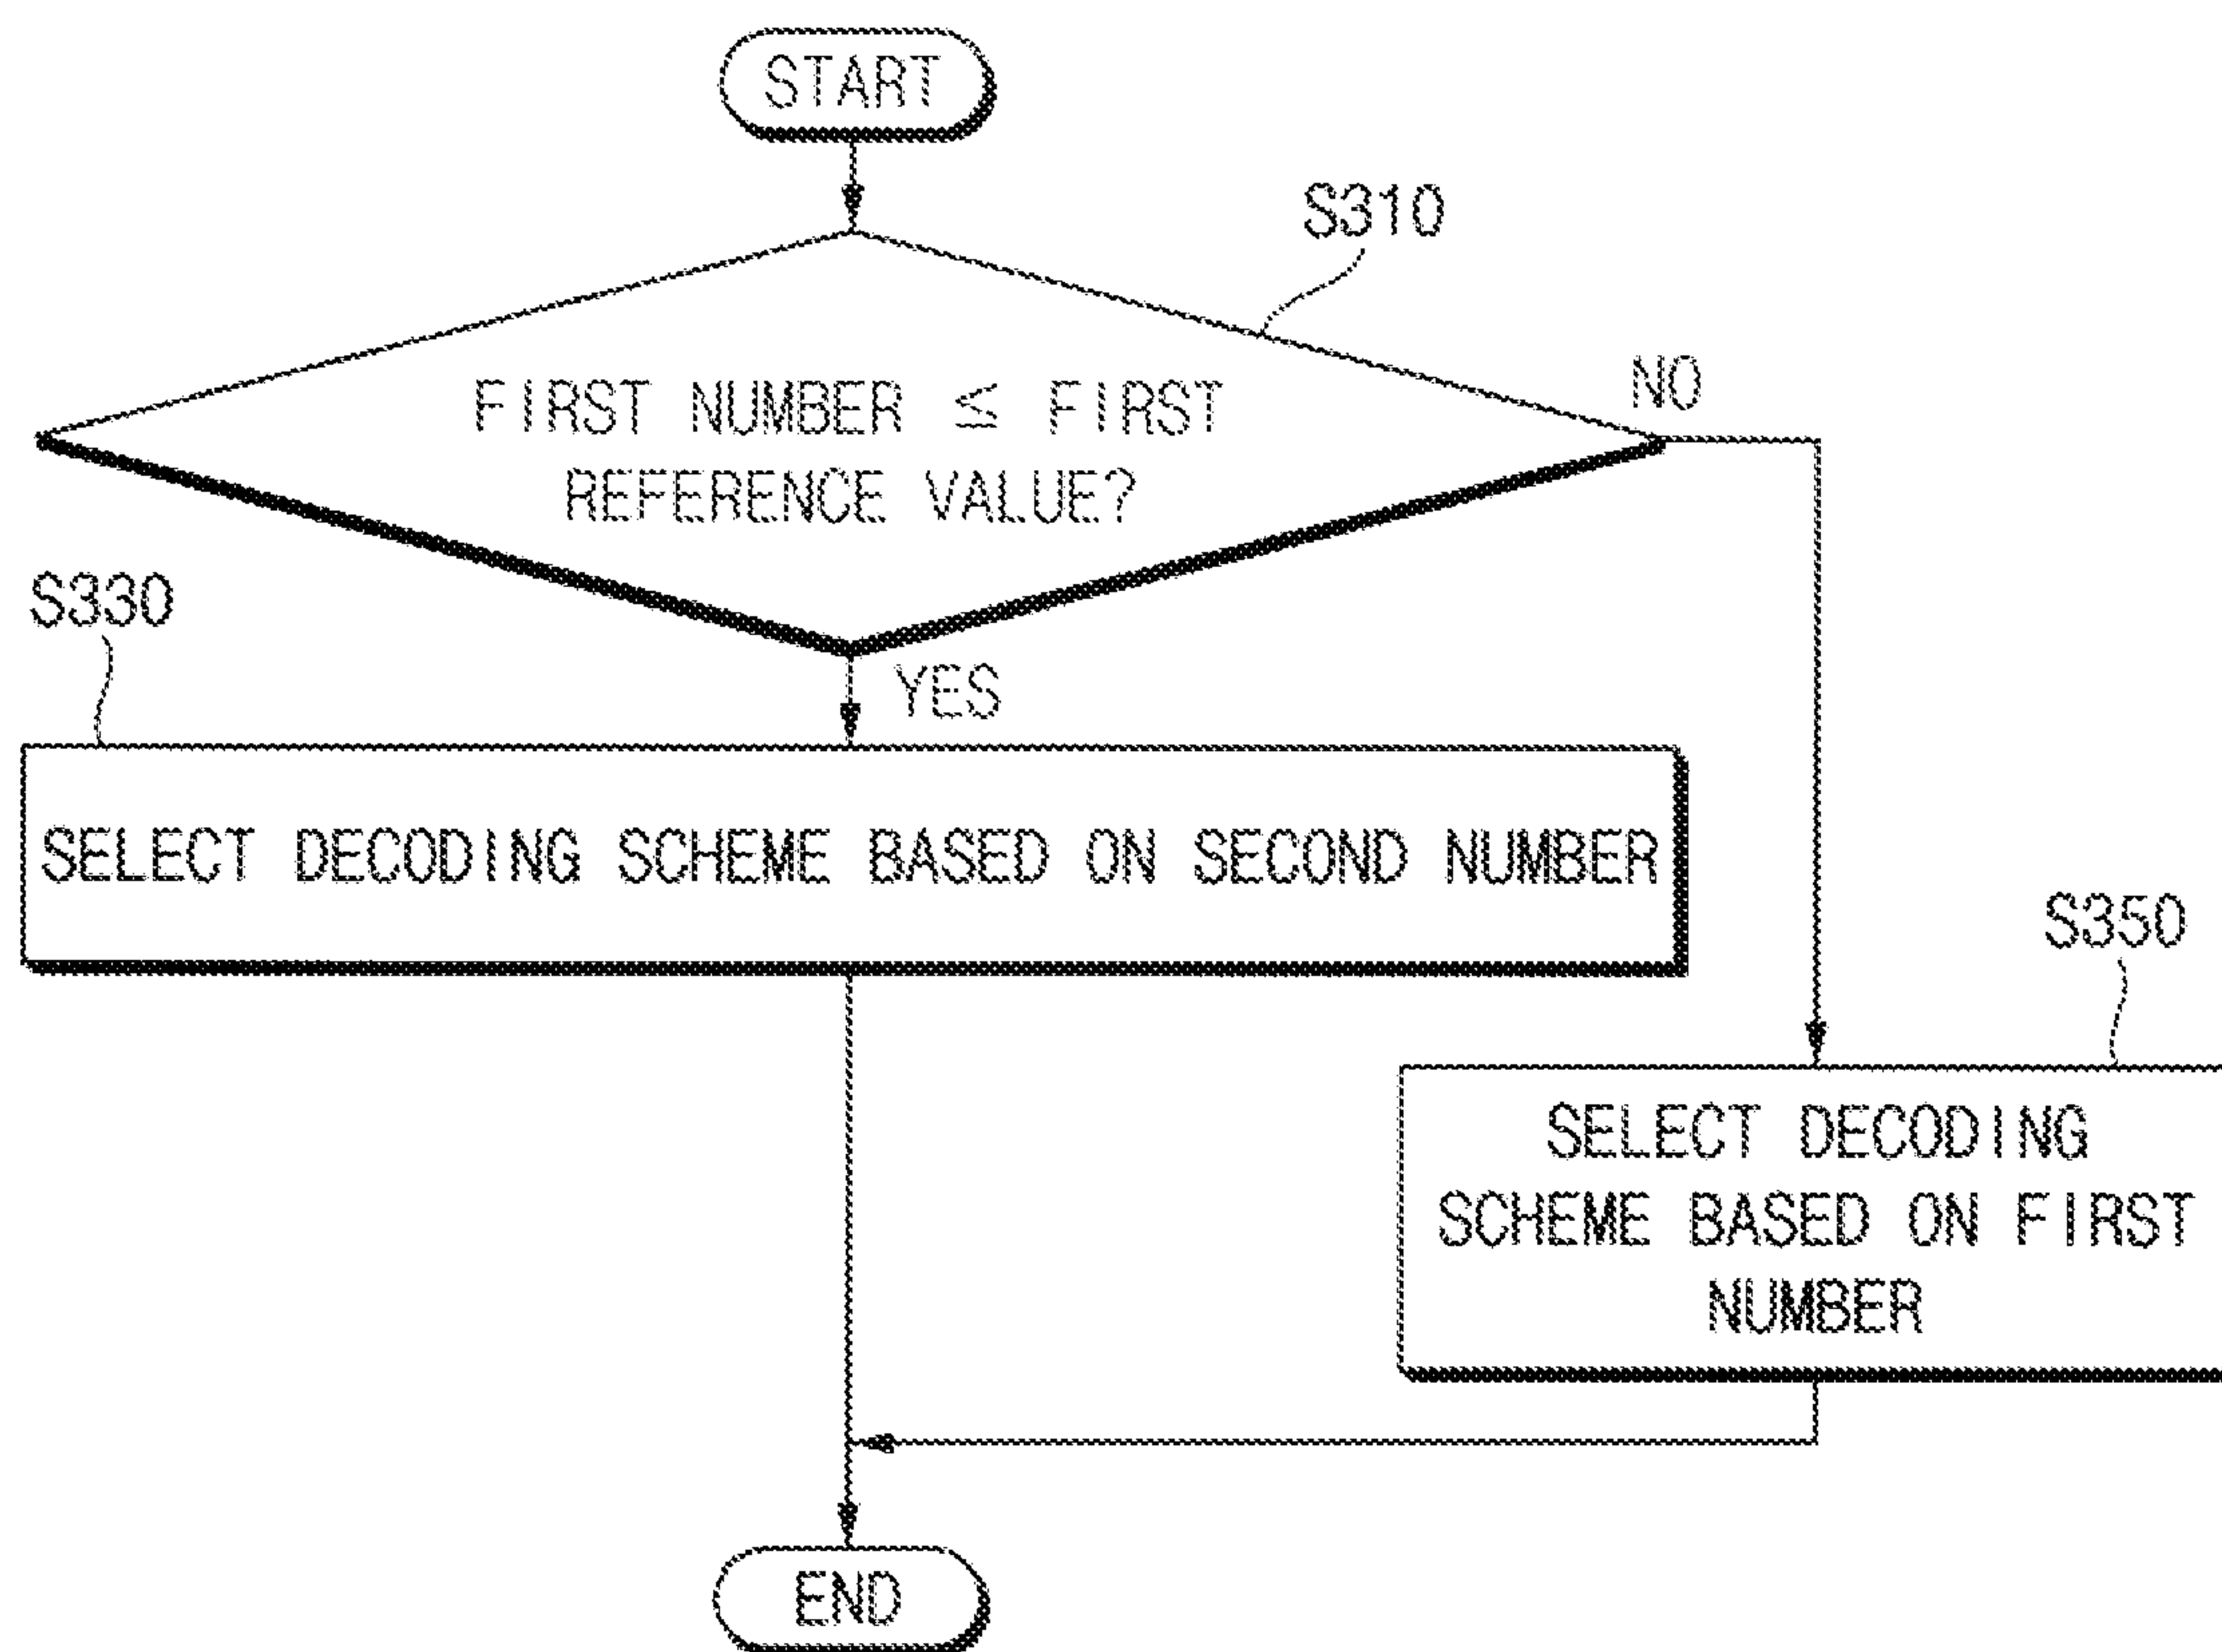 START
S310
FIRST NUMBER ≤ FIRST
REFERENCE VALUE?
NO
S330
YES
SELECT DECODING SCHEME BASED ON SECOND NUMBER
S350
SELECT DECODING
SCHEME BASED ON FIRST
NUMBER
END